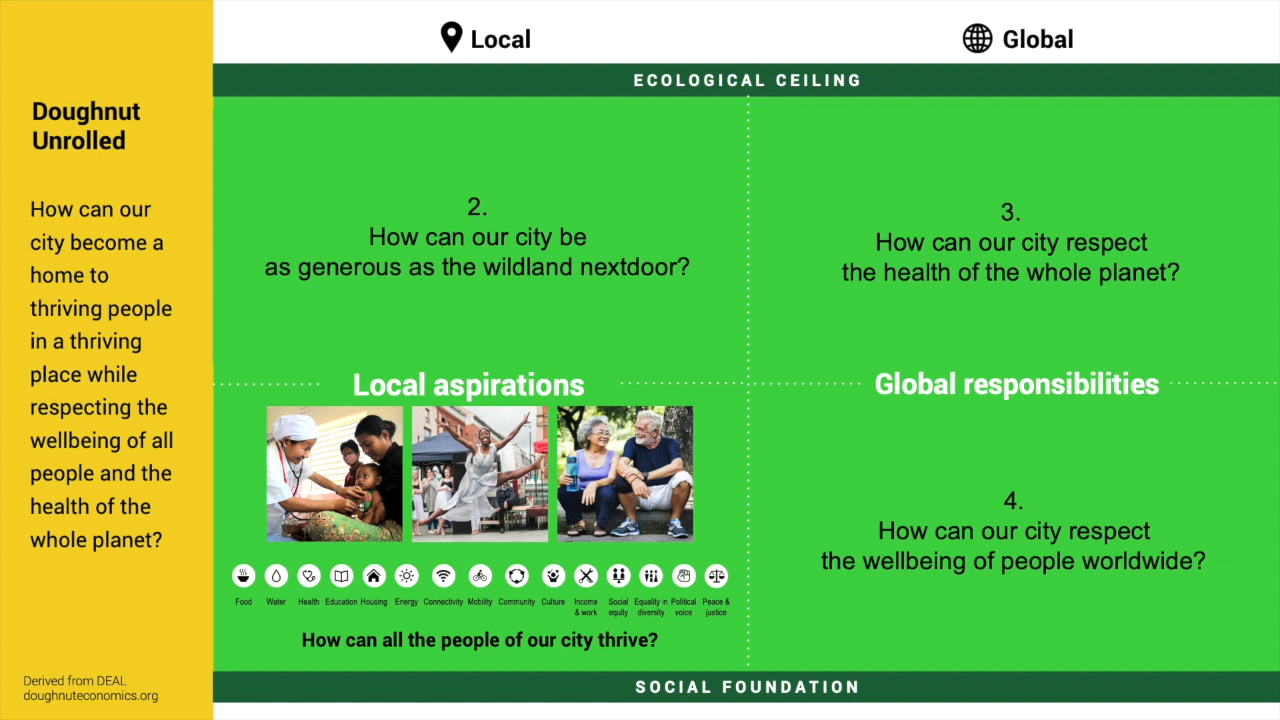 Local
Global
ECOLOGICAL CEILING
Doughnut
Unrolled
How can our
city become a
home to
thriving people
in a thriving
place while
respecting the
wellbeing of all
people and the
health of the
whole planet?
Derived from DEAL
doughnuteconomics.org
2.
How can our city be
as generous as the wildland nextdoor?
3.
How can our city respect
the health of the whole planet?
Local aspirations
Global responsibilities
Food
Water
Health
Education
Housing
Energy
Connectivity
Mobility
Community
Culture
Income
& work
Social
equity
Equality in
diversity
Political
voice
Peace &
justice
How can all the people of our city thrive?
4.
How can our city respect
the wellbeing of people worldwide?
SOCIAL FOUNDATION